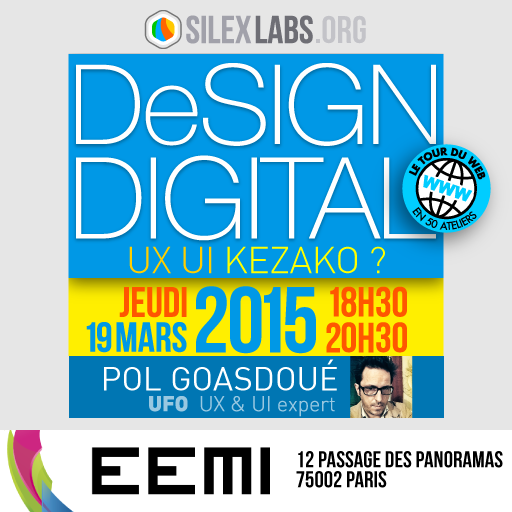 SILEXLABS.ORG
DeSIGN
DIGITAL
LE TOUR DU WEB
WWW
EN 50 ATELIERS
UX UI KEZAKO ?
JEUDI
19 MARS
2015
18H30
20H30
POL GOASDOUÉ
UFO UX & UI expert
EEMI
12 PASSAGE DES PANORAMAS
75002 PARIS